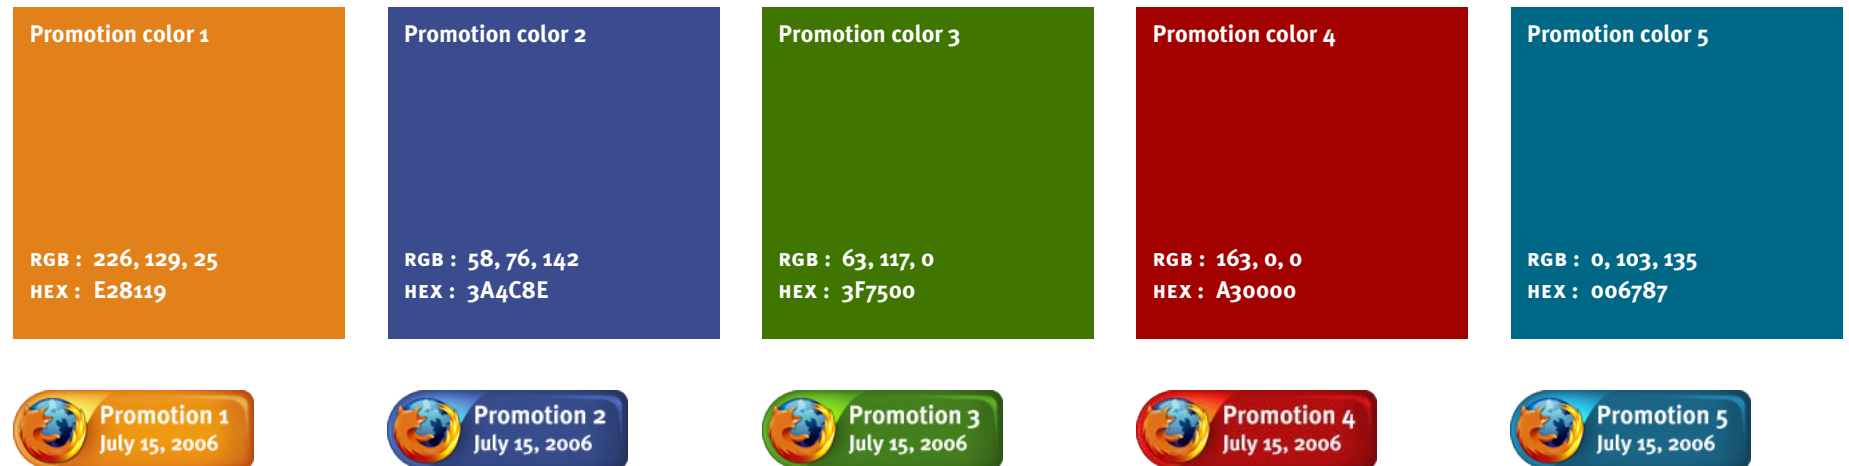 Promotion color 1
RGB : 226, 129, 25
HEX : E28119
Promotion color 2
RGB : 58, 76, 142
HEX : 3A4C8E
Promotion color 3
RGB : 63, 117, 0
HEX : 3F7500
Promotion color 4
RGB : 163, 0, 0
HEX : A30000
Promotion color 5
RGB : 0, 103, 135
HEX : 006787
Promotion 1
July 15, 2006
Promotion 2
July 15, 2006
Promotion 3
July 15, 2006
Promotion 4
July 15, 2006
Promotion 5
July 15, 2006